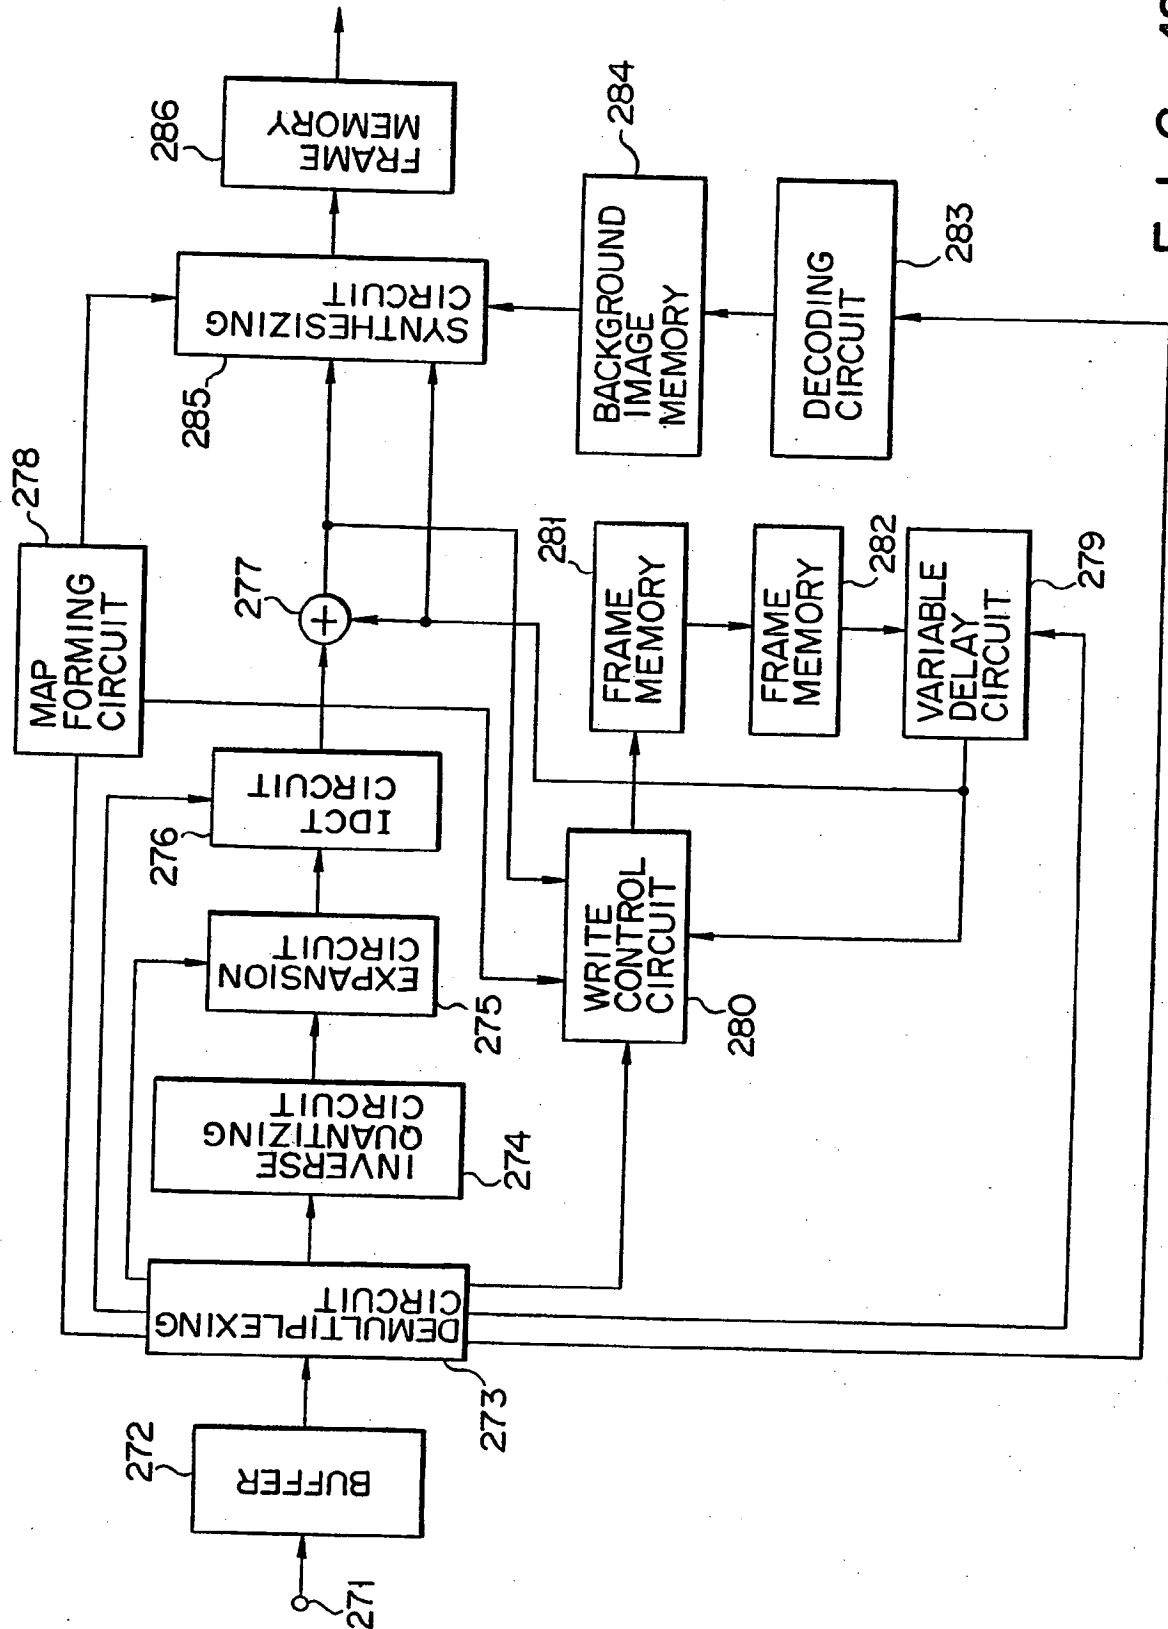 271
272
BUFFER
273
DEMULTIPLEXING
CIRCUIT
274
INVERSE
QUANTIZING
CIRCUIT
275
EXPANSION
CIRCUIT
276
IDCT
CIRCUIT
277
+
278
MAP
FORMING
CIRCUIT
285
SYNTHESIZING
CIRCUIT
286
FRAME
MEMORY
280
WRITE
CONTROL
CIRCUIT
281
FRAME
MEMORY
282
FRAME
MEMORY
279
VARIABLE
DELAY
CIRCUIT
284
BACKGROUND
IMAGE
MEMORY
283
DECODING
CIRCUIT